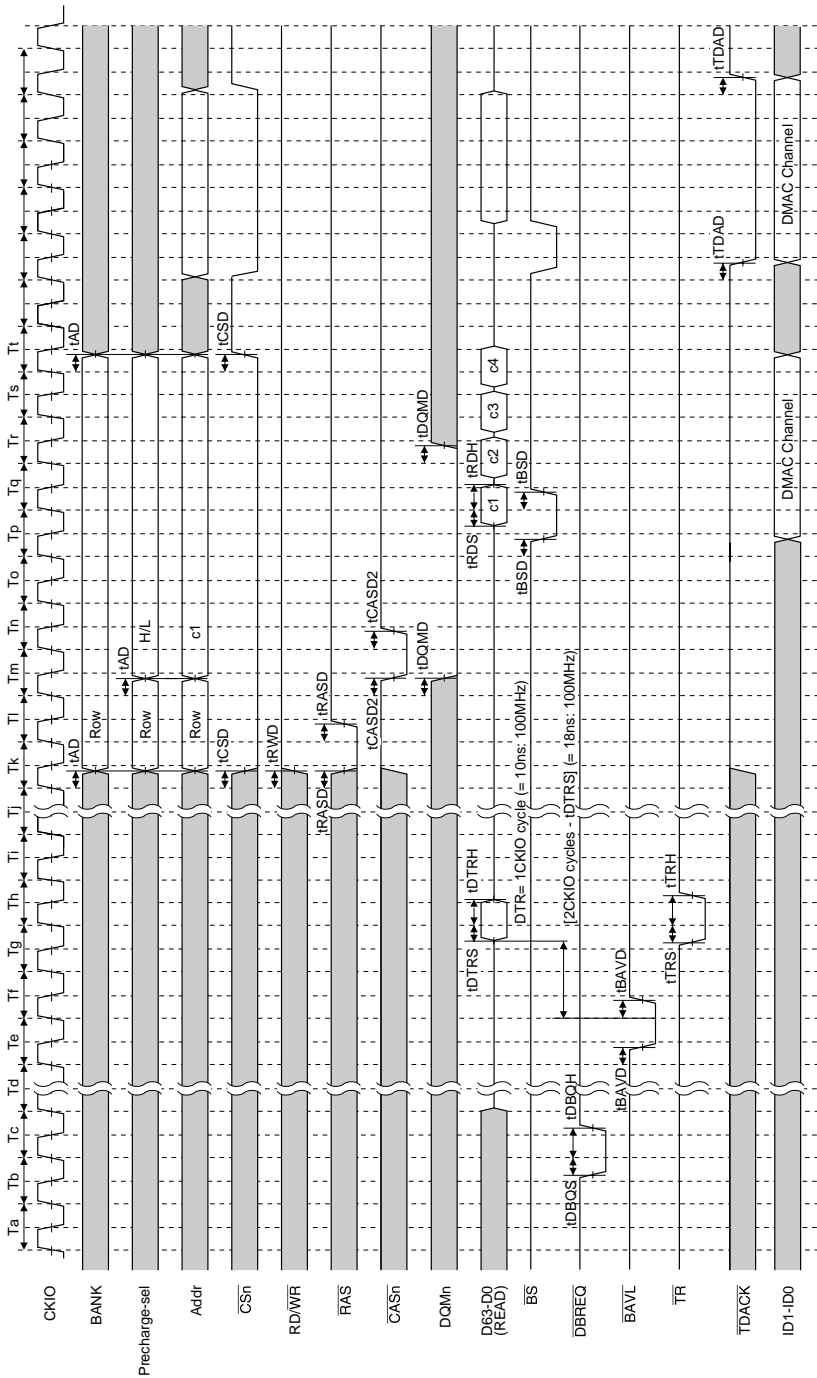 Ta Tb Tc Td Te Tf Tg Th Ti Tj Tk Tl Tm Tn To Tp Tq Tr Ts Tt
CKIO
tAD tAD
BANK Row
tAD
Precharge-sel Row H/L
Addr Row c1
tCSD tCSD
CSn
tRWD
RD/WR
tRASD tRASD
RAS
tCASD2 tCASD2
CASn
tDQMD tDQMD
DQMn
tDTRS tDTRH tRDS tRDH
D63-D0
(READ)
c1 c2 c3 c4
DTR= 1CKIO cycle (= 10ns: 100MHz)
tBSD tBSD
BS
tDBQS tDBQH
[2CKIO cycles - tDTRS] (= 18ns: 100MHz)
DBREQ
tBAVD tBAVD
BAVL
tTRS tTRH
TR
tTDAD tTDAD
TDACK
ID1-ID0 DMAC Channel DMAC Channel